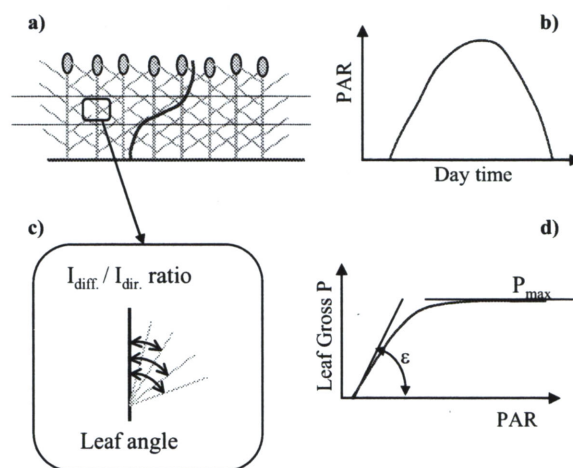 a)
b)
PAR
Day time
c)
I_diff. / I_dir. ratio
Leaf angle
d)
Leaf Gross P
P_max
ε
PAR